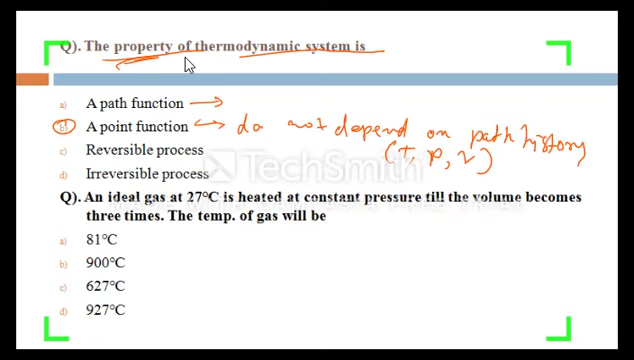 Q). The property of thermodynamic system is
a) A path function
b) A point function do not depend on path history
(T, P, V)
c) Reversible process
d) Irreversible process
TechSmith
Q). An ideal gas at 27°C is heated at constant pressure till the volume becomes
three times. The temp. of gas will be
a) 81°C
b) 900°C
c) 627°C
d) 927°C